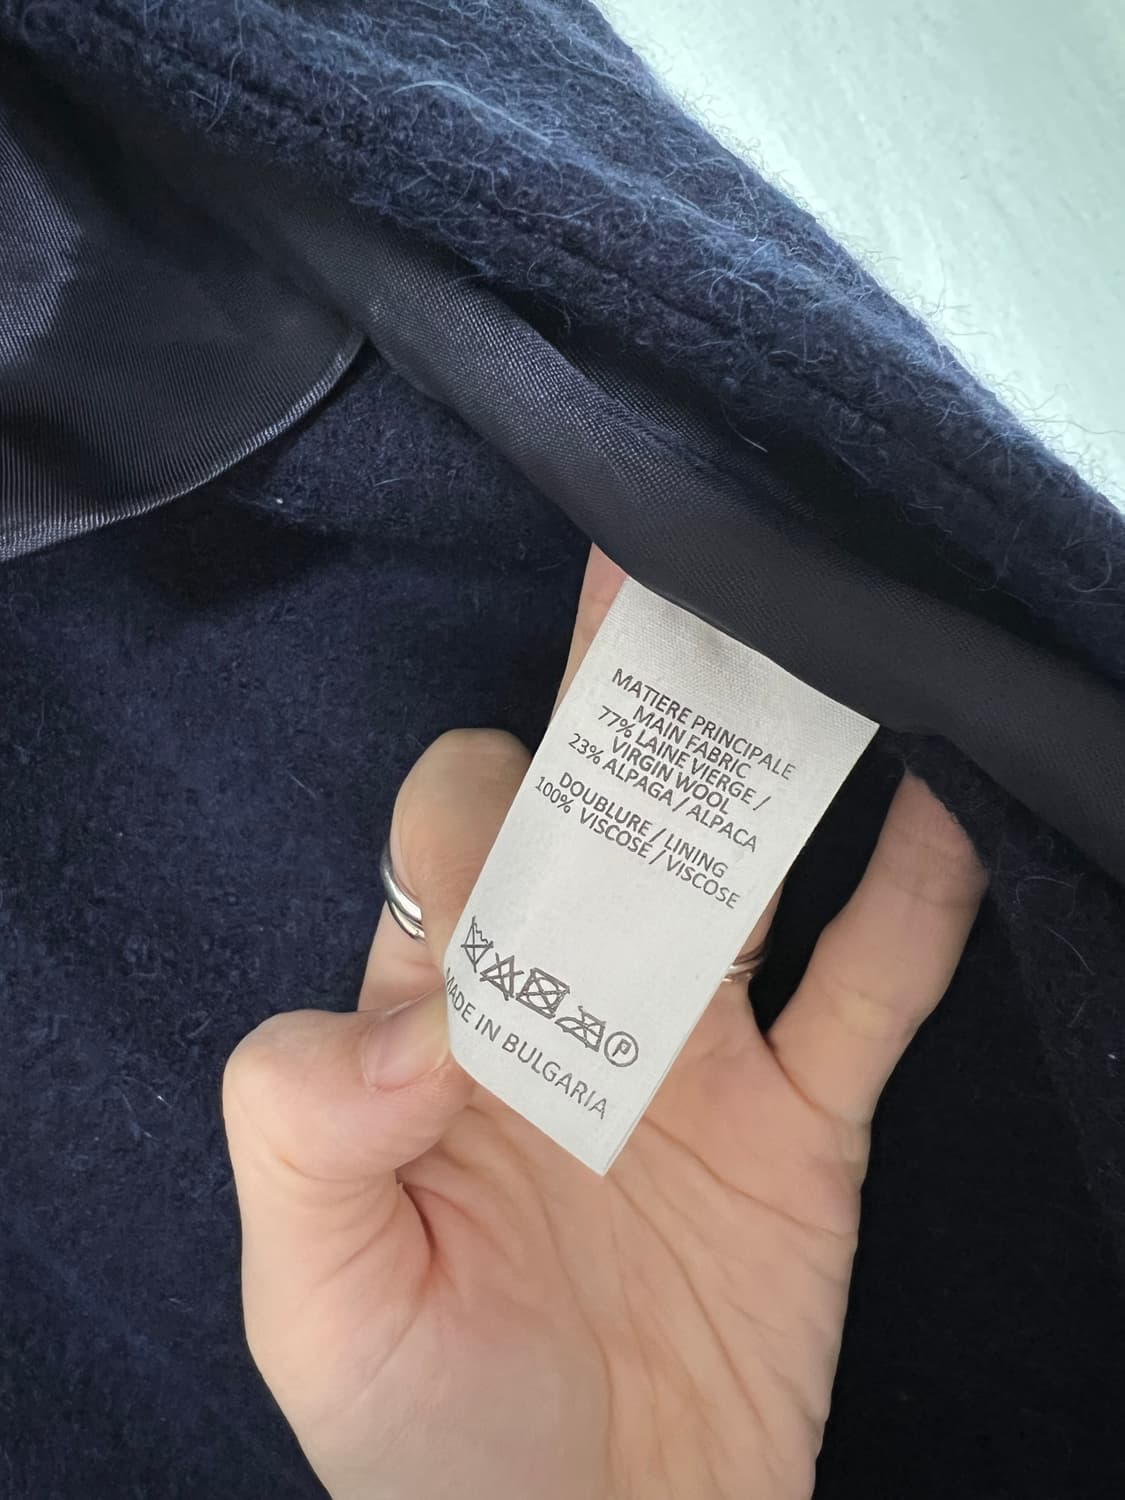 MATIERE PRINCIPALE
MAIN FABRIC
77% LAINE VIERGE /
VIRGIN WOOL
23% ALPAGA / ALPACA
DOUBLURE / LINING
100% VISCOSE / VISCOSE
P
MADE IN BULGARIA